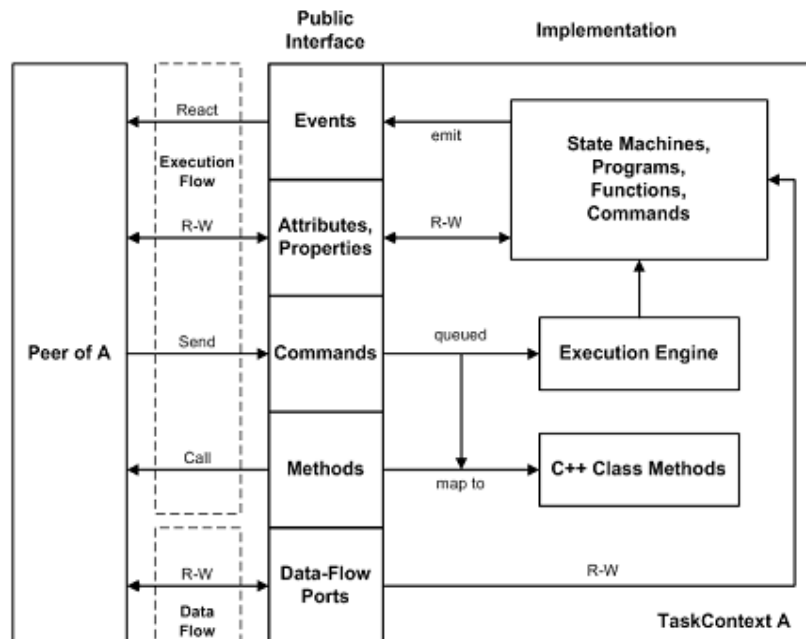 Public
Interface
Implementation
React
Events
emit
State Machines,
Programs,
Functions,
Commands
Execution
Flow
R-W
Attributes,
Properties
R-W
Peer of A
Send
Commands
queued
Execution Engine
Call
Methods
map to
C++ Class Methods
R-W
Data-Flow
Ports
R-W
Data
Flow
TaskContext A